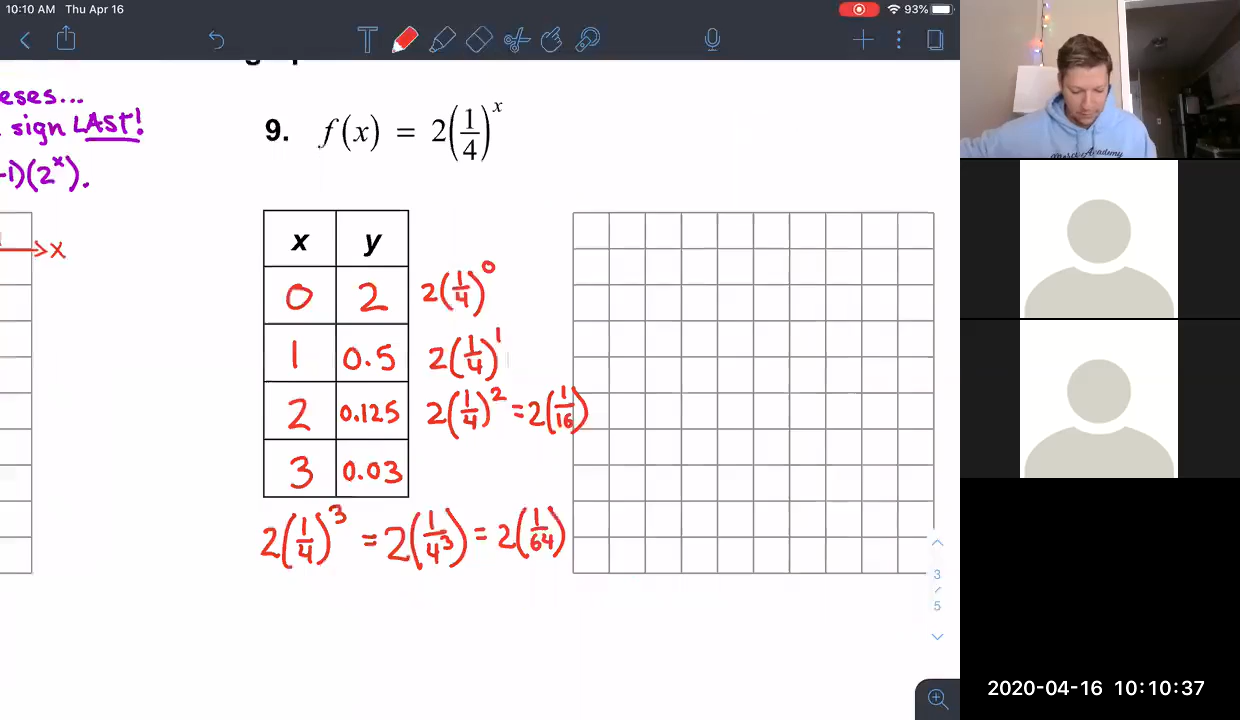 10:10 AM Thu Apr 16
93%
eses...
sign LAST!
-1)(2^x).
x
9. f(x) = 2(1/4)^x
x y
0 2 2(1/4)^0
1 0.5 2(1/4)^1
2 0.125 2(1/4)^2 = 2(1/16)
3 0.03
2(1/4)^3 = 2(1/4^3) = 2(1/64)
3
/
5
Academy
2020-04-16 10:10:37